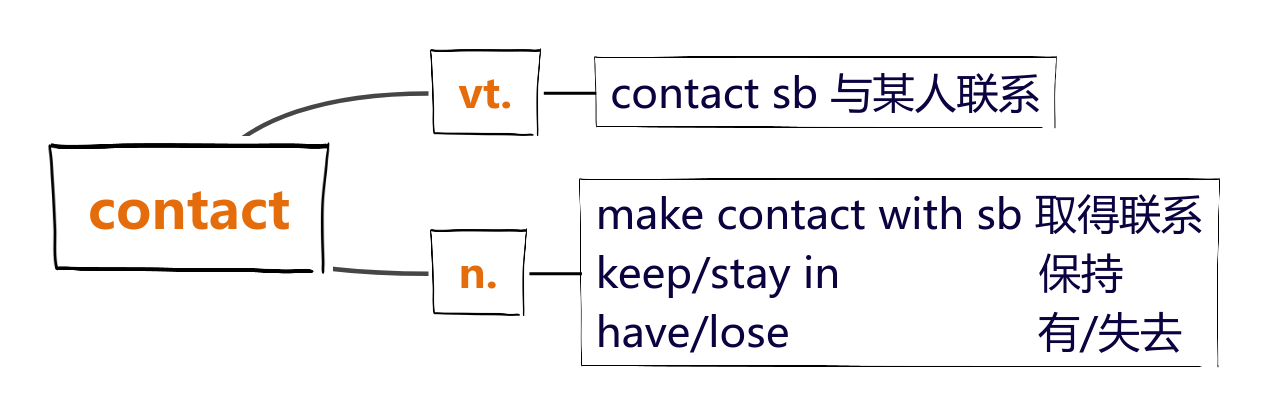 contact
vt.
contact sb 与某人联系
n.
make contact with sb 取得联系
keep/stay in 保持
have/lose 有/失去